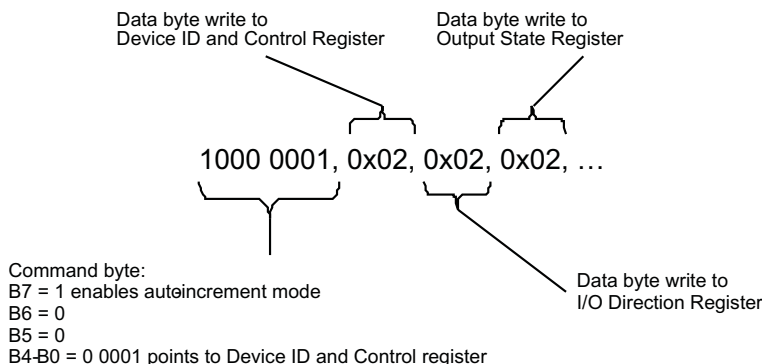 Data byte write to
Device ID and Control Register
Data byte write to
Output State Register
1000 0001, 0x02, 0x02, 0x02, …
Command byte:
B7 = 1 enables auto-increment mode
B6 = 0
B5 = 0
B4-B0 = 0 0001 points to Device ID and Control register
Data byte write to
I/O Direction Register